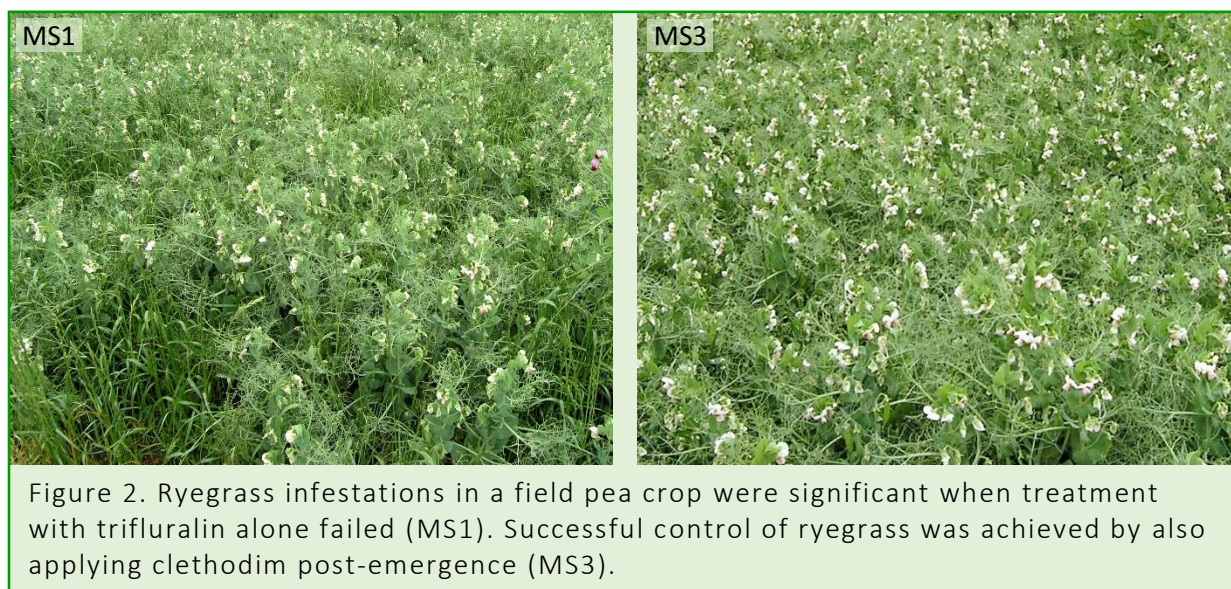 MS1
MS3
Figure 2. Ryegrass infestations in a field pea crop were significant when treatment
with trifluralin alone failed (MS1). Successful control of ryegrass was achieved by also
applying clethodim post-emergence (MS3).